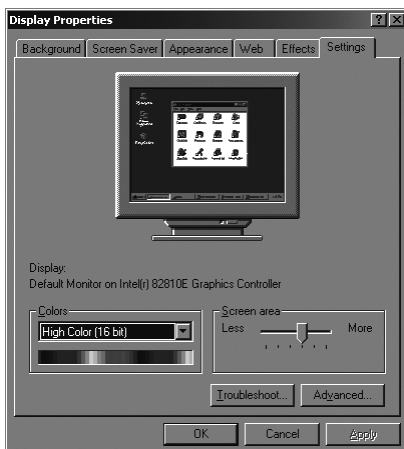 Display Properties
Background Screen Saver Appearance Web Effects Settings
Display:
Default Monitor on Intel(r) 82810E Graphics Controller
Colors
High Color (16 bit)
Screen area
Less More
Troubleshoot... Advanced...
OK Cancel Apply